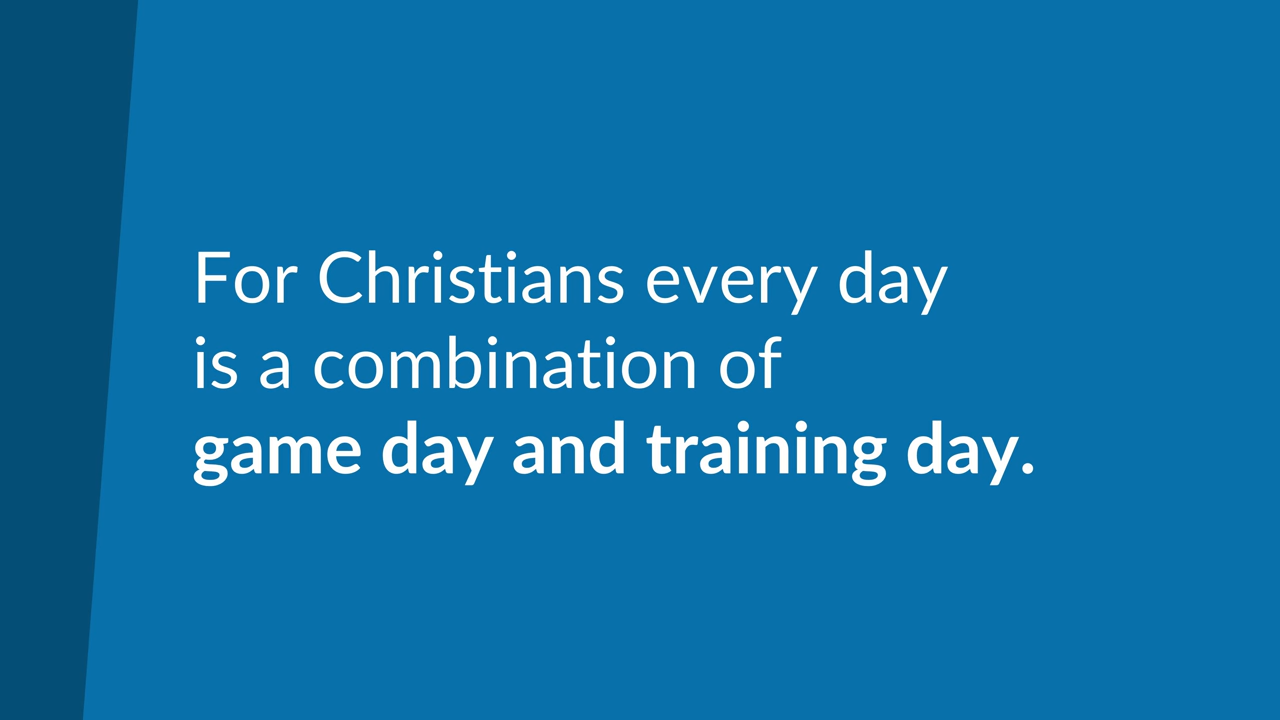 For Christians every day
is a combination of
game day and training day.